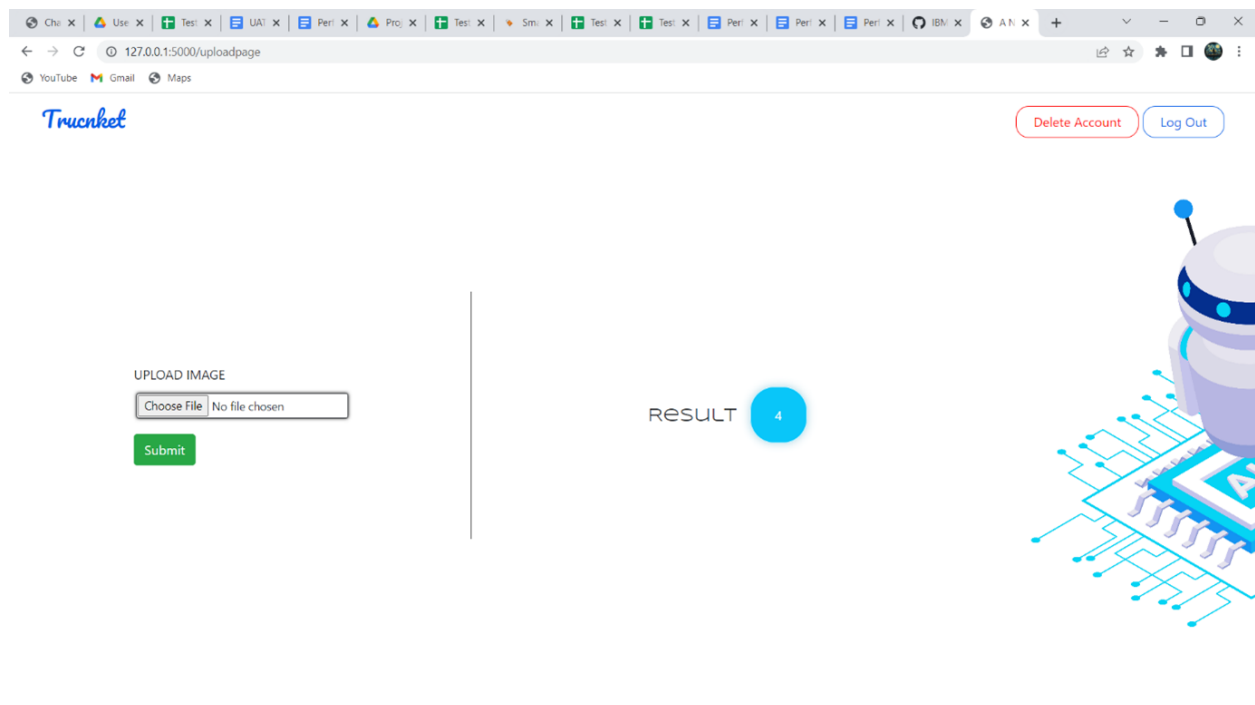 Cha Use Test UAT Perf Proj Test Sma Test Test Perf Perf Perf IBM A N
127.0.0.1:5000/uploadpage
YouTube Gmail Maps
Trucnket
Delete Account Log Out
UPLOAD IMAGE
Choose File No file chosen
Submit
Result 4